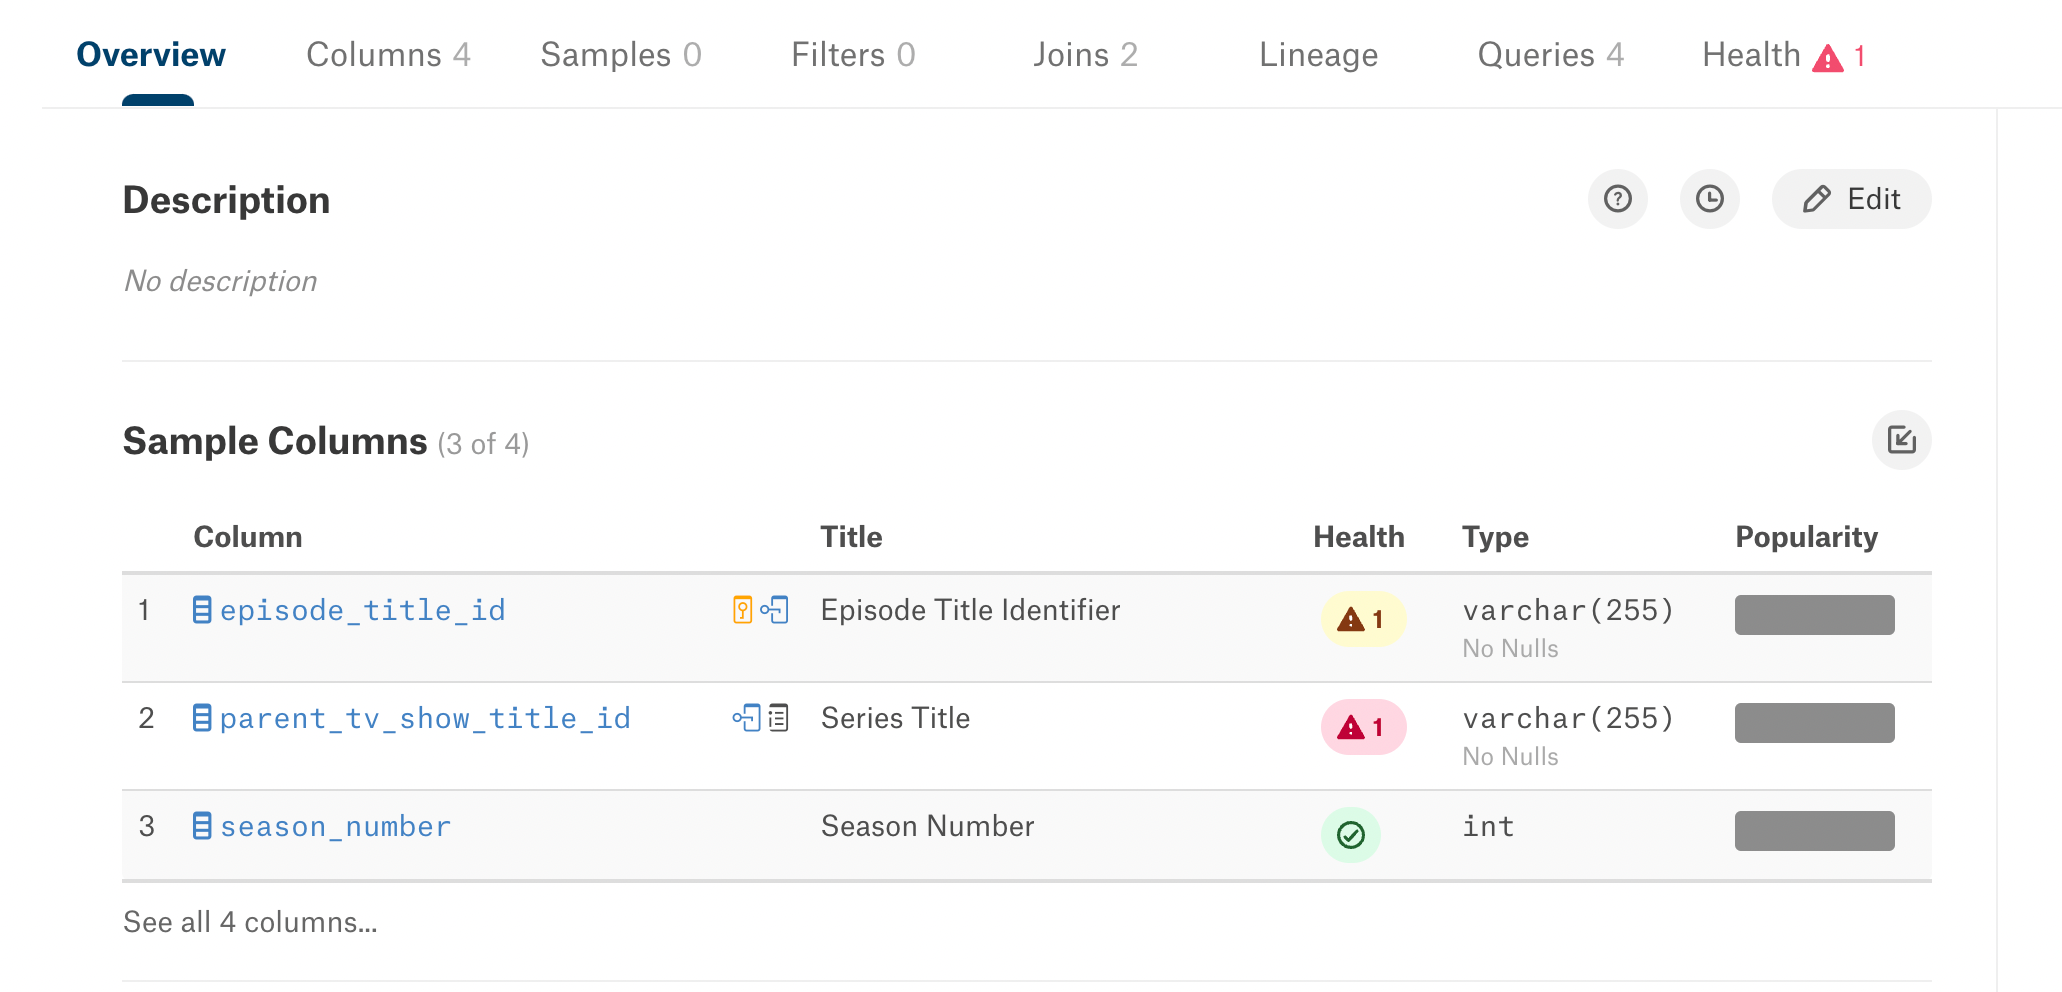 Overview Columns 4 Samples 0 Filters 0 Joins 2 Lineage Queries 4 Health 1
Description
Edit
No description
Sample Columns (3 of 4)
Column Title Health Type Popularity
1 episode_title_id Episode Title Identifier 1 varchar(255)
No Nulls
2 parent_tv_show_title_id Series Title 1 varchar(255)
No Nulls
3 season_number Season Number int
See all 4 columns...